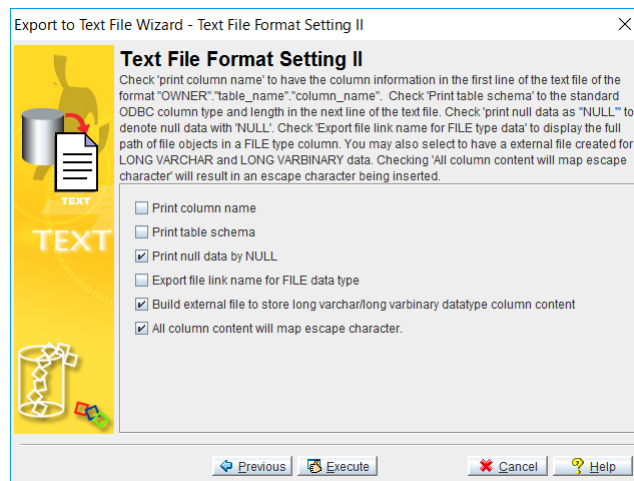 Export to Text File Wizard - Text File Format Setting II
Text File Format Setting II
Check 'print column name' to have the column information in the first line of the text file of the
format "OWNER"."table_name"."column_name". Check 'Print table schema' to the standard
ODBC column type and length in the next line of the text file. Check 'print null data as "NULL"' to
denote null data with 'NULL'. Check 'Export file link name for FILE type data' to display the full
path of file objects in a FILE type column. You may also select to have a external file created for
LONG VARCHAR and LONG VARBINARY data. Checking 'All column content will map escape
character' will result in an escape character being inserted.
TEXT
TEXT
Print column name
Print table schema
Print null data by NULL
Export file link name for FILE data type
Build external file to store long varchar/long varbinary datatype column content
All column content will map escape character.
Previous
Execute
Cancel
Help